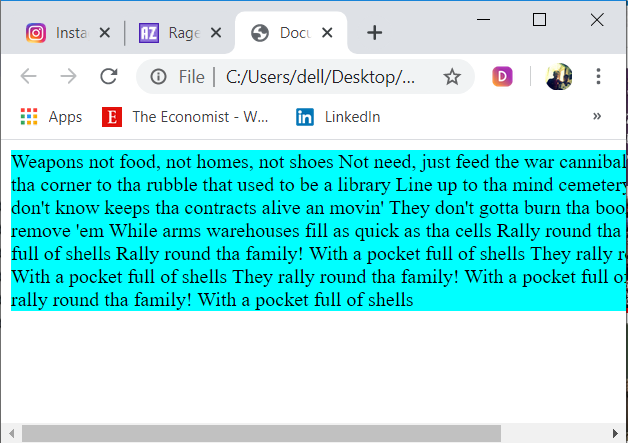 Insta
Rage
Docu
File
C:/Users/dell/Desktop/...
D
Apps
The Economist - W...
LinkedIn
»
Weapons not food, not homes, not shoes Not need, just feed the war cannibal
tha corner to tha rubble that used to be a library Line up to tha mind cemetery
don't know keeps tha contracts alive an movin' They don't gotta burn tha boo
remove 'em While arms warehouses fill as quick as tha cells Rally round tha
full of shells Rally round tha family! With a pocket full of shells They rally r
With a pocket full of shells They rally round tha family! With a pocket full of
rally round tha family! With a pocket full of shells